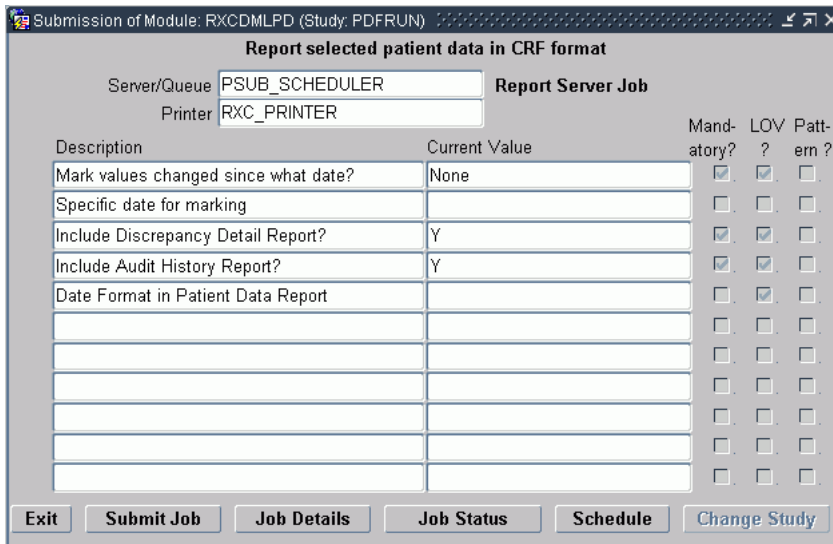 Submission of Module: RXCDMLPD (Study: PDFRUN)
Report selected patient data in CRF format
Server/Queue PSUB_SCHEDULER Report Server Job
Printer RXC_PRINTER
Mand- LOV Patt-
Description Current Value atory? ? ern ?
Mark values changed since what date? None
Specific date for marking
Include Discrepancy Detail Report? Y
Include Audit History Report? Y
Date Format in Patient Data Report
Exit Submit Job Job Details Job Status Schedule Change Study